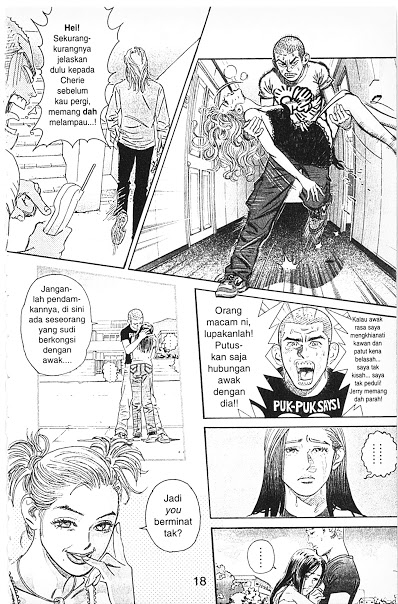 Hei!
Sekurang-
kurangnya
jelaskan
dulu kepada
Cherie
sebelum
kau pergi,
memang dah
melampau...!
Jangan-
lah pendam-
kannya, di sini
ada seseorang
yang sudi
berkongsi
dengan
awak....
Orang
macam ni,
lupakanlah!
Putus-
kan saja
hubungan
awak
dengan
dia!!
Kalau awak
rasa saya
mengkhianati
kawan dan
patut kena
belasah...
saya tak
kisah... saya
tak peduli!
Jerry memang
dah parah!
PUK-PUK SAYS!
Jadi
you
berminat
tak?
18